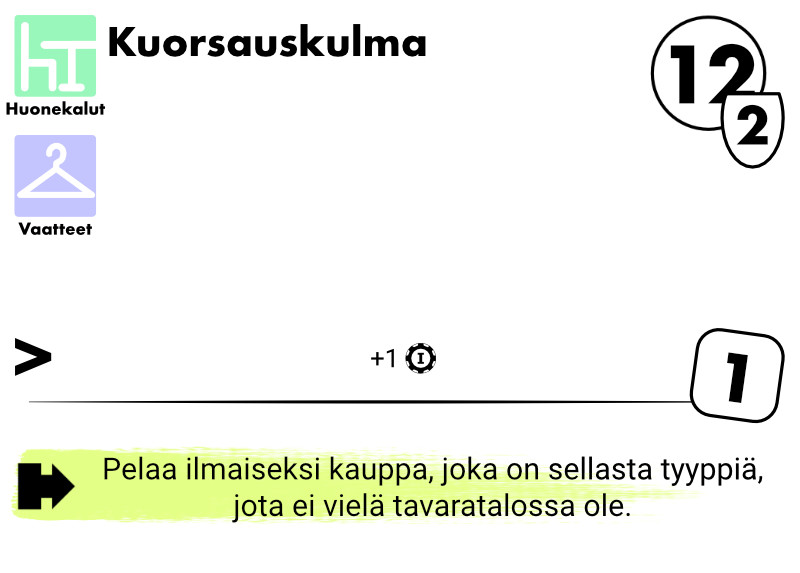 Kuorsauskulma
12
2
Huonekalut
Vaatteet
>
+1 I
1
Pelaa ilmaiseksi kauppa, joka on sellasta tyyppiä,
jota ei vielä tavaratalossa ole.